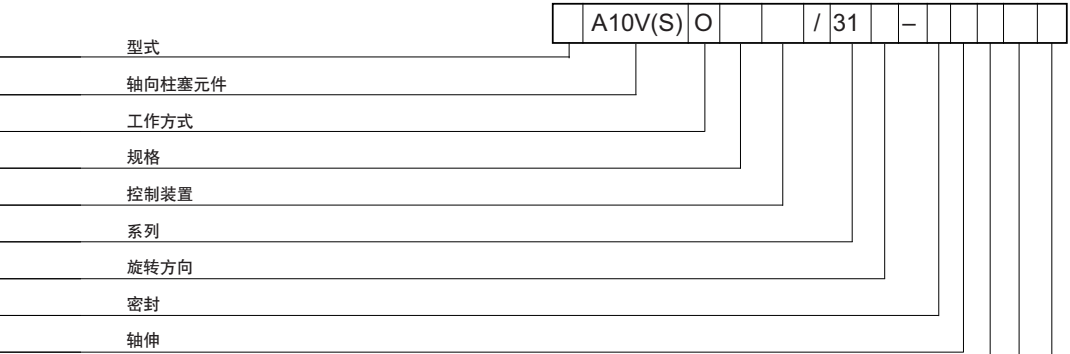 A10V(S) O / 31 –
型式
轴向柱塞元件
工作方式
规格
控制装置
系列
旋转方向
密封
轴伸